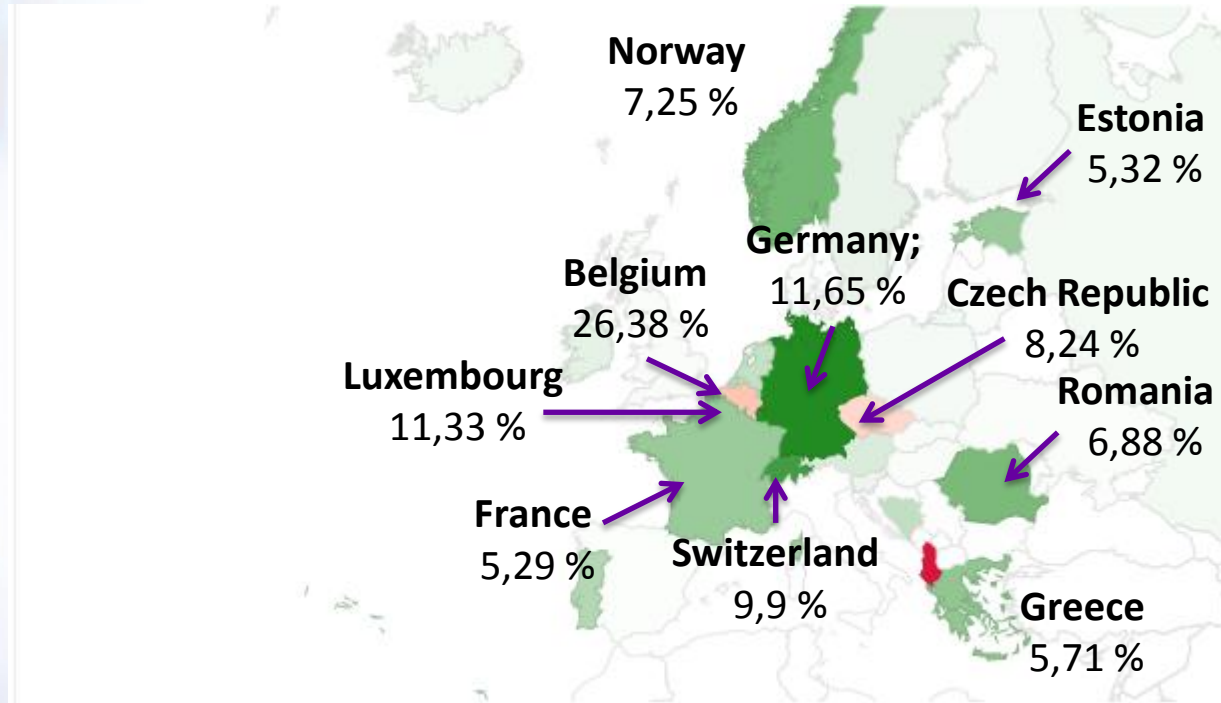 Norway
7,25 %
Estonia
5,32 %
Germany;
11,65 %
Belgium
26,38 %
Czech Republic
8,24 %
Luxembourg
11,33 %
Romania
6,88 %
France
5,29 %
Switzerland
9,9 %
Greece
5,71 %